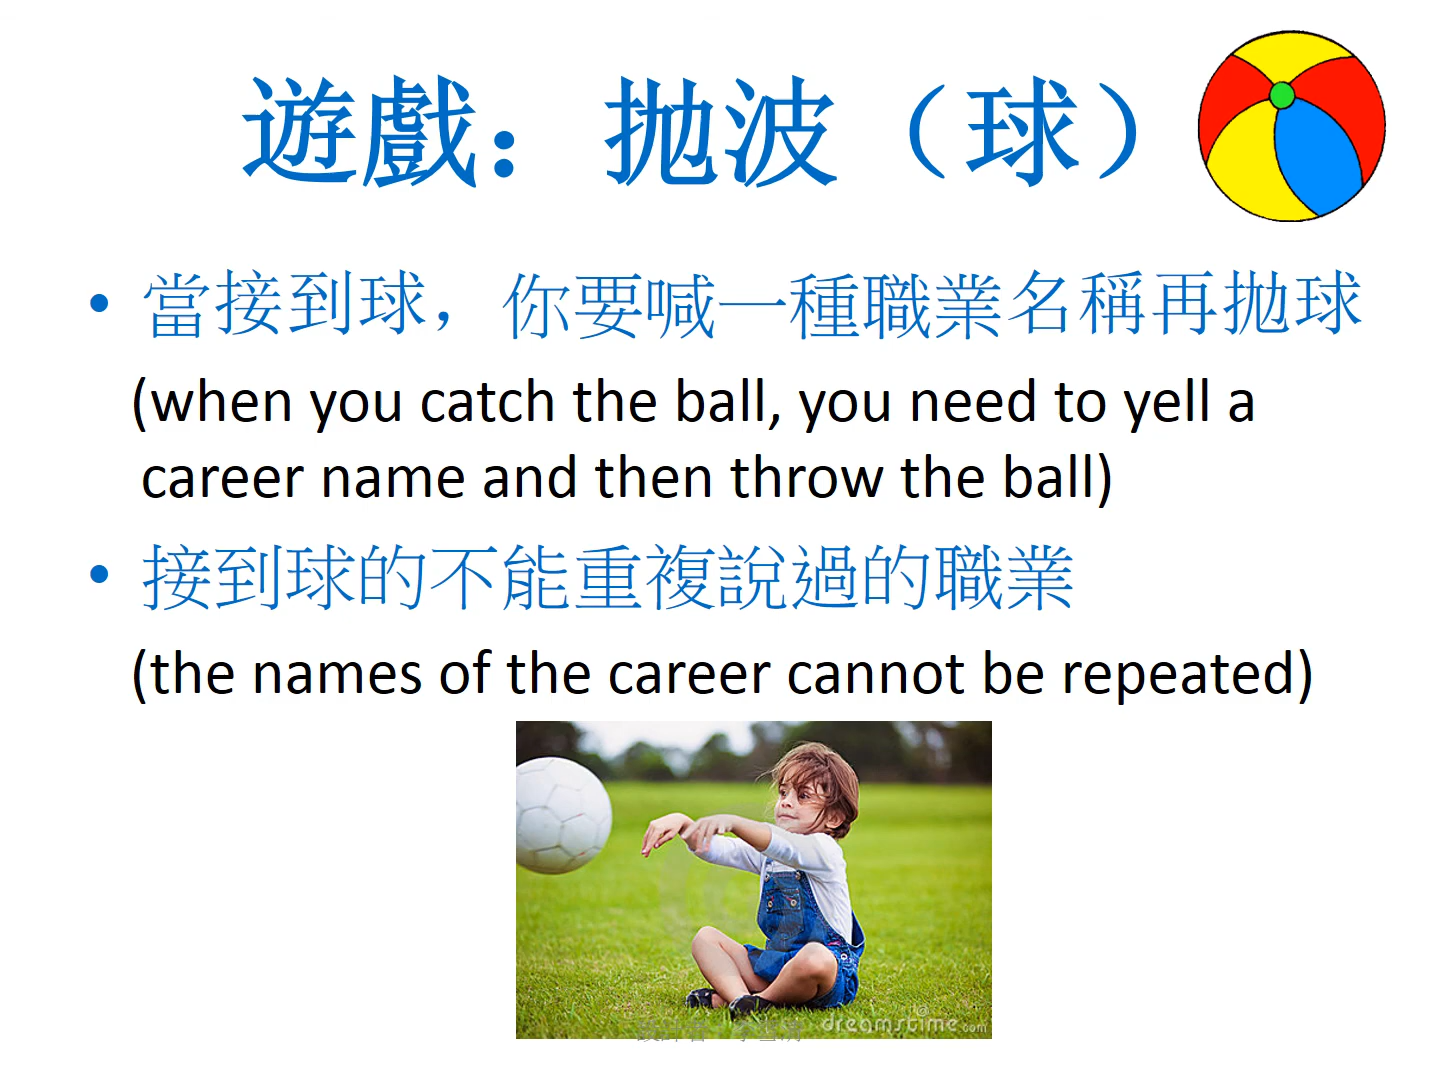 遊戲：拋波（球）
• 當接到球，你要喊一種職業名稱再拋球
(when you catch the ball, you need to yell a
career name and then throw the ball)
• 接到球的不能重複說過的職業
(the names of the career cannot be repeated)
dreamstime.com